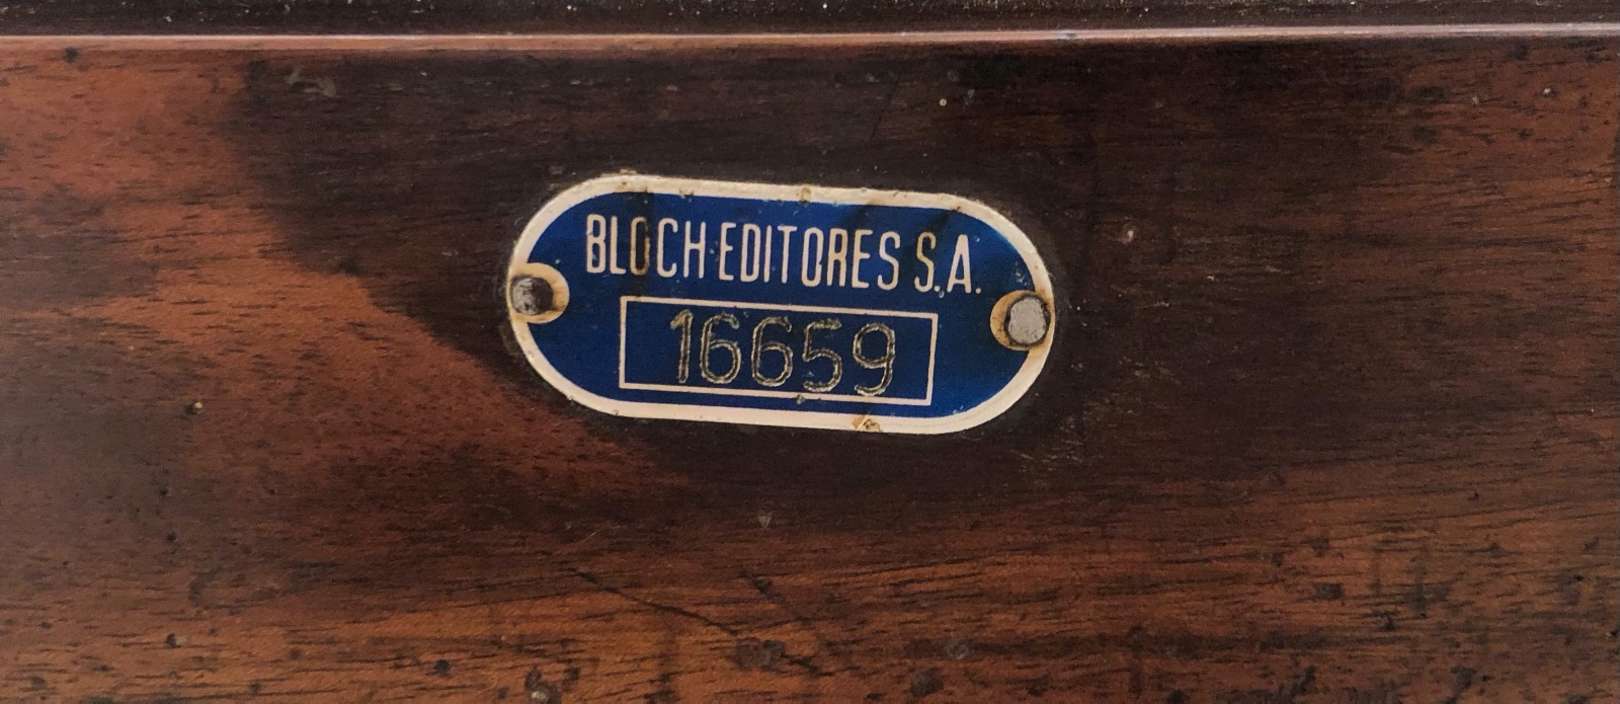 BLOCH EDITORES S.A.
16659